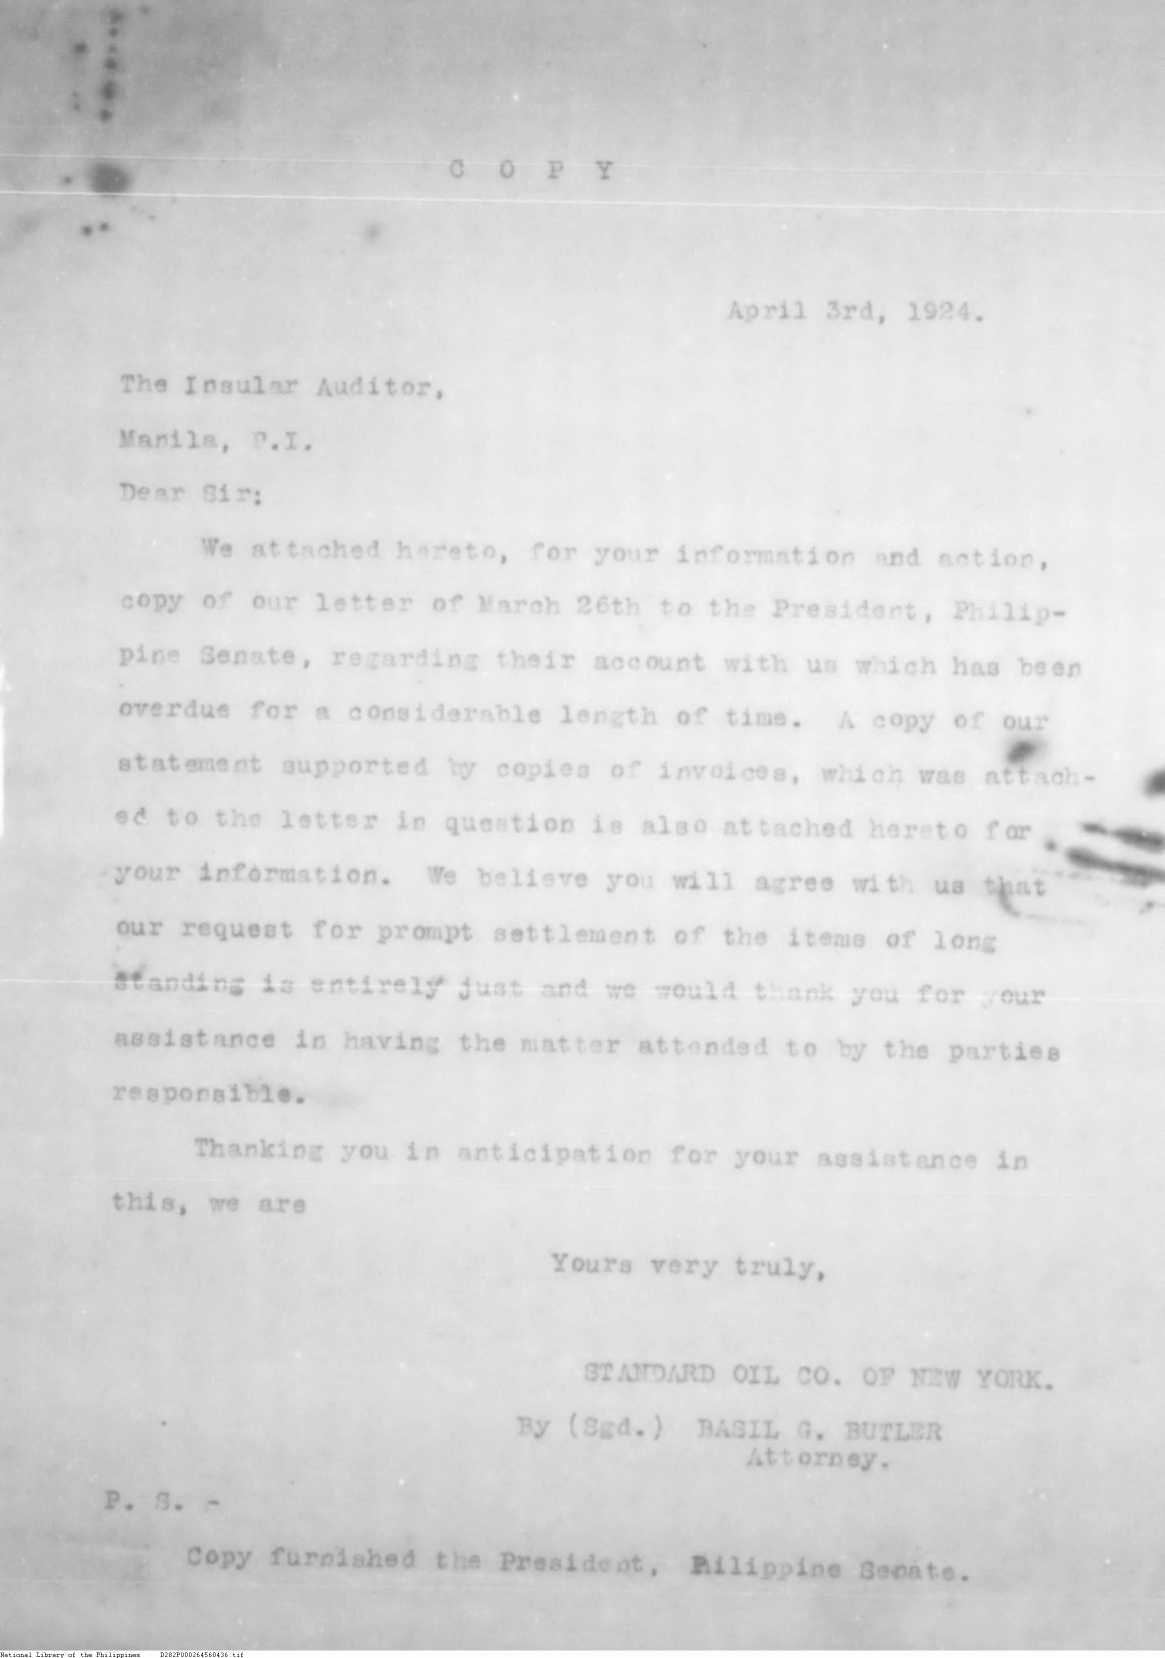 C O P Y
April 3rd, 1924.
The Insular Auditor,
Manila, P.I.
Dear Sir:
We attached hereto, for your information and action,
copy of our letter of March 26th to the President, Philip-
pine Senate, regarding their account with us which has been
overdue for a considerable length of time. A copy of our
statement supported by copies of invoices, which was attach-
ed to the letter in question is also attached hereto for
your information. We believe you will agree with us that
our request for prompt settlement of the items of long
standing is entirely just and we would thank you for your
assistance in having the matter attended to by the parties
responsible.
Thanking you in anticipation for your assistance in
this, we are
Yours very truly,
STANDARD OIL CO. OF NEW YORK.
By (Sgd.) BASIL G. BUTLER
Attorney.
P. S. -
Copy furnished the President, Philippine Senate.
National Library of the Philippines D282P000264560436.tif